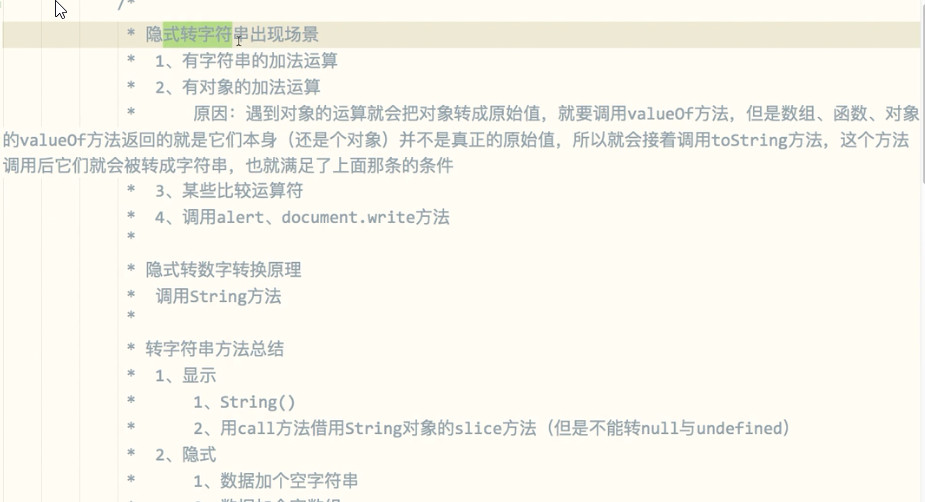 /*
* 隐式转字符串出现场景
* 1、有字符串的加法运算
* 2、有对象的加法运算
* 原因：遇到对象的运算就会把对象转成原始值，就要调用valueOf方法，但是数组、函数、对象
的valueOf方法返回的就是它们本身（还是个对象）并不是真正的原始值，所以就会接着调用toString方法，这个方法
调用后它们就会被转成字符串，也就满足了上面那条的条件
* 3、某些比较运算符
* 4、调用alert、document.write方法
*
* 隐式转数字转换原理
* 调用String方法
*
* 转字符串方法总结
* 1、显示
* 1、String()
* 2、用call方法借用String对象的slice方法（但是不能转null与undefined）
* 2、隐式
* 1、数据加个空字符串